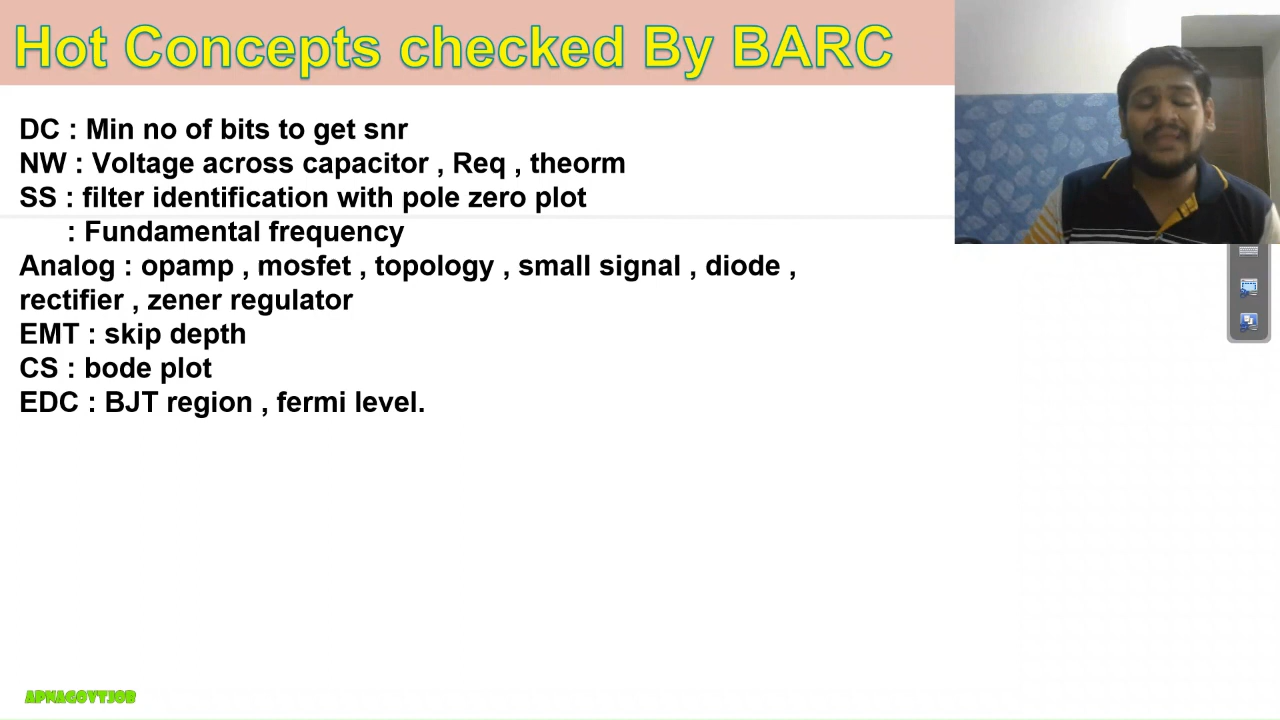 Hot Concepts checked By BARC
DC : Min no of bits to get snr
NW : Voltage across capacitor , Req , theorm
SS : filter identification with pole zero plot
: Fundamental frequency
Analog : opamp , mosfet , topology , small signal , diode ,
rectifier , zener regulator
EMT : skip depth
CS : bode plot
EDC : BJT region , fermi level.
APNAGOVTJOB